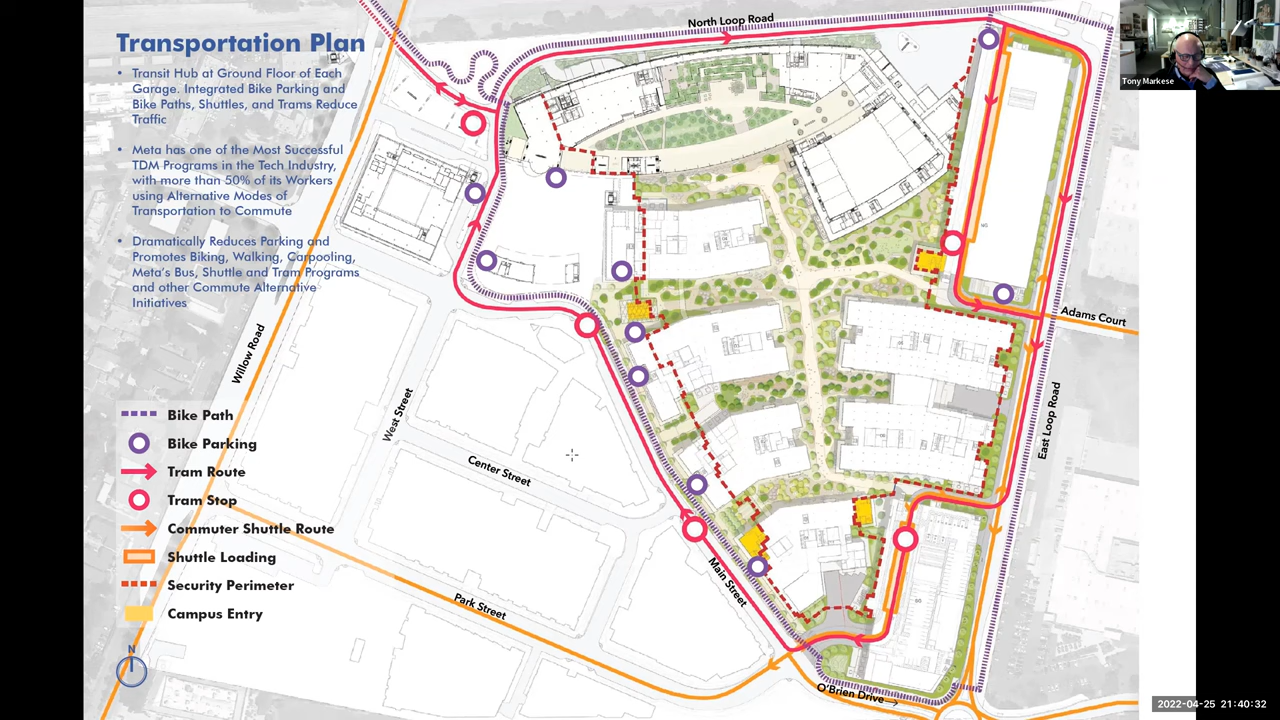 Transportation Plan
• Transit Hub at Ground Floor of Each
Garage. Integrated Bike Parking and
Bike Paths, Shuttles, and Trams Reduce
Traffic
• Meta has one of the Most Successful
TDM Programs in the Tech Industry,
with more than 50% of its Workers
using Alternative Modes of
Transportation to Commute
• Dramatically Reduces Parking and
Promotes Biking, Walking, Carpooling,
Meta's Bus, Shuttle and Tram Programs
and other Commute Alternative
Initiatives
North Loop Road
Tony Markese
Adams Court
Willow Road
West Street
East Loop Road
Center Street
Main Street
Park Street
O'Brien Drive
Bike Path
Bike Parking
Tram Route
Tram Stop
Commuter Shuttle Route
Shuttle Loading
Security Perimeter
Campus Entry
N
2022-04-25 21:40:32